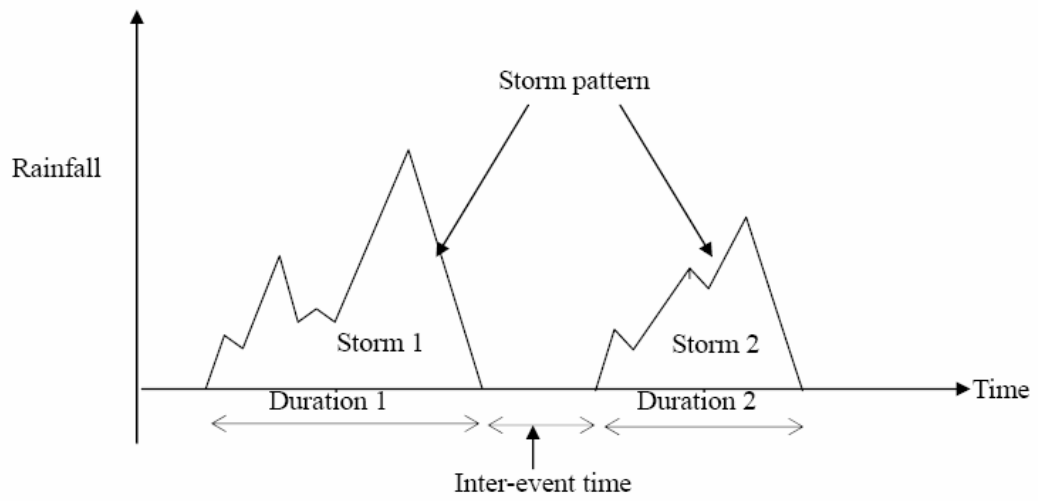 Storm pattern
Rainfall
Storm 1
Storm 2
Time
Duration 1
Duration 2
Inter-event time